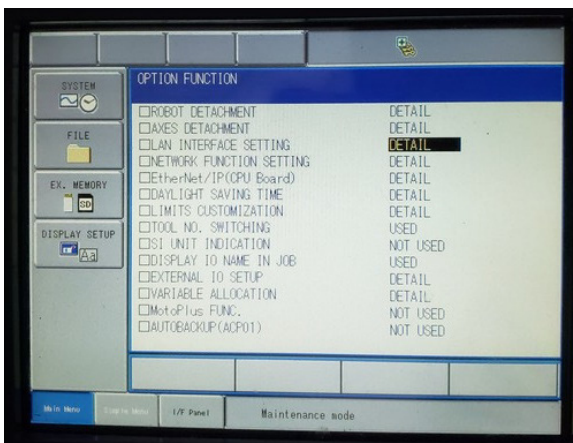 SYSTEM
FILE
EX. MEMORY
SD
DISPLAY SETUP
Aa
OPTION FUNCTION
ROBOT DETACHMENT DETAIL
AXES DETACHMENT DETAIL
LAN INTERFACE SETTING DETAIL
NETWORK FUNCTION SETTING DETAIL
EtherNet/IP(CPU Board) DETAIL
DAYLIGHT SAVING TIME DETAIL
LIMITS CUSTOMIZATION DETAIL
TOOL NO. SWITCHING USED
SI UNIT INDICATION NOT USED
DISPLAY IO NAME IN JOB USED
EXTERNAL IO SETUP DETAIL
VARIABLE ALLOCATION DETAIL
MotoPlus FUNC. NOT USED
AUTOBACKUP(ACP01) NOT USED
Main Menu Simple Menu I/F Panel Maintenance mode